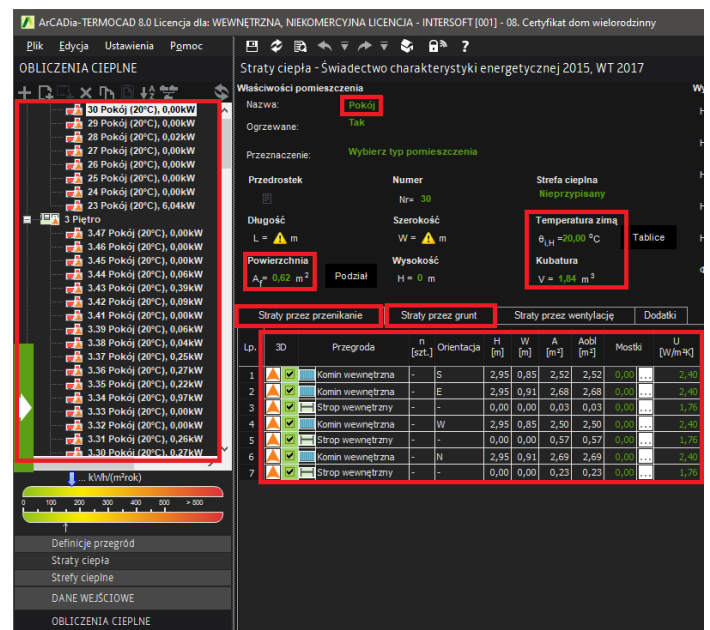 ArCADia-TERMOCAD 8.0 Licencja dla: WEWNĘTRZNA, NIEKOMERCYJNA LICENCJA - INTERSOFT [001] - 08. Certyfikat dom wielorodzinny
Plik Edycja Ustawienia Pomoc
OBLICZENIA CIEPLNE
Straty ciepła - Świadectwo charakterystyki energetycznej 2015, WT 2017
30 Pokój (20°C), 0,00kW
29 Pokój (20°C), 0,00kW
28 Pokój (20°C), 0,02kW
27 Pokój (20°C), 0,00kW
26 Pokój (20°C), 0,00kW
25 Pokój (20°C), 0,00kW
24 Pokój (20°C), 0,00kW
23 Pokój (20°C), 6,04kW
3 Piętro
3.47 Pokój (20°C), 0,00kW
3.46 Pokój (20°C), 0,00kW
3.45 Pokój (20°C), 0,00kW
3.44 Pokój (20°C), 0,06kW
3.43 Pokój (20°C), 0,39kW
3.42 Pokój (20°C), 0,09kW
3.41 Pokój (20°C), 0,00kW
3.39 Pokój (20°C), 0,06kW
3.38 Pokój (20°C), 0,04kW
3.37 Pokój (20°C), 0,25kW
3.36 Pokój (20°C), 0,27kW
3.35 Pokój (20°C), 0,22kW
3.34 Pokój (20°C), 0,97kW
3.33 Pokój (20°C), 0,00kW
3.32 Pokój (20°C), 0,00kW
3.31 Pokój (20°C), 0,26kW
3.30 Pokój (20°C), 0,27kW
... kWh/(m²rok)
0 100 200 300 400 500 > 500
Definicje przegród
Straty ciepła
Strefy cieplne
DANE WEJŚCIOWE
OBLICZENIA CIEPLNE
Właściwości pomieszczenia
Wy
Nazwa: Pokój
Ogrzewane: Tak
Przeznaczenie: Wybierz typ pomieszczenia
Przedrostek Numer Strefa cieplna
Nr= 30 Nieprzypisany
Długość Szerokość Temperatura zimą
L = m W = m θi,H =20,00 °C Tablice
Powierzchnia Wysokość Kubatura
Af= 0,62 m² Podział H = 0 m V = 1,84 m³
Straty przez przenikanie Straty przez grunt Straty przez wentylację Dodatki
Lp. 3D Przegroda n [szt.] Orientacja H [m] W [m] A [m²] Aobl [m²] Mostki U [W/m²K]
1 Komin wewnętrzna - S 2,95 0,85 2,52 2,52 0,00 ... 2,40
2 Komin wewnętrzna - E 2,95 0,91 2,68 2,68 0,00 ... 2,40
3 Strop wewnętrzny - - 0,00 0,00 0,03 0,03 0,00 ... 1,76
4 Komin wewnętrzna - W 2,95 0,85 2,50 2,50 0,00 ... 2,40
5 Strop wewnętrzny - - 0,00 0,00 0,57 0,57 0,00 ... 1,76
6 Komin wewnętrzna - N 2,95 0,91 2,69 2,69 0,00 ... 2,40
7 Strop wewnętrzny - - 0,00 0,00 0,23 0,23 0,00 ... 1,76